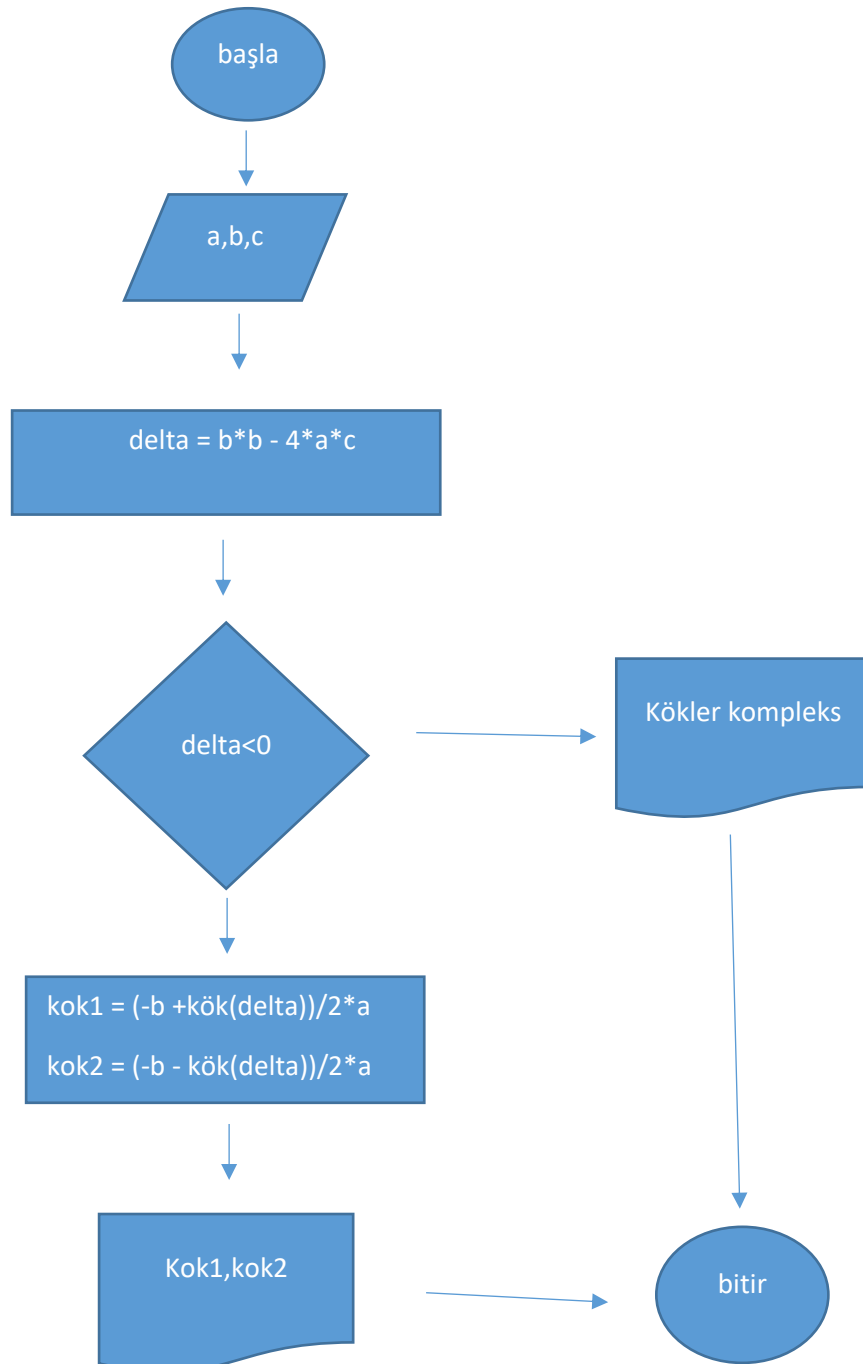 başla
a,b,c
delta = b*b - 4*a*c
delta<0
Kökler kompleks
kok1 = (-b +kök(delta))/2*a
kok2 = (-b - kök(delta))/2*a
Kok1,kok2
bitir